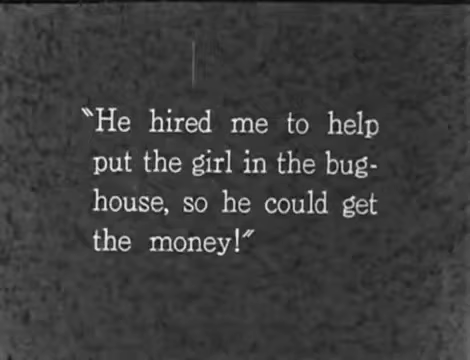 "He hired me to help
put the girl in the bug-
house, so he could get
the money!"